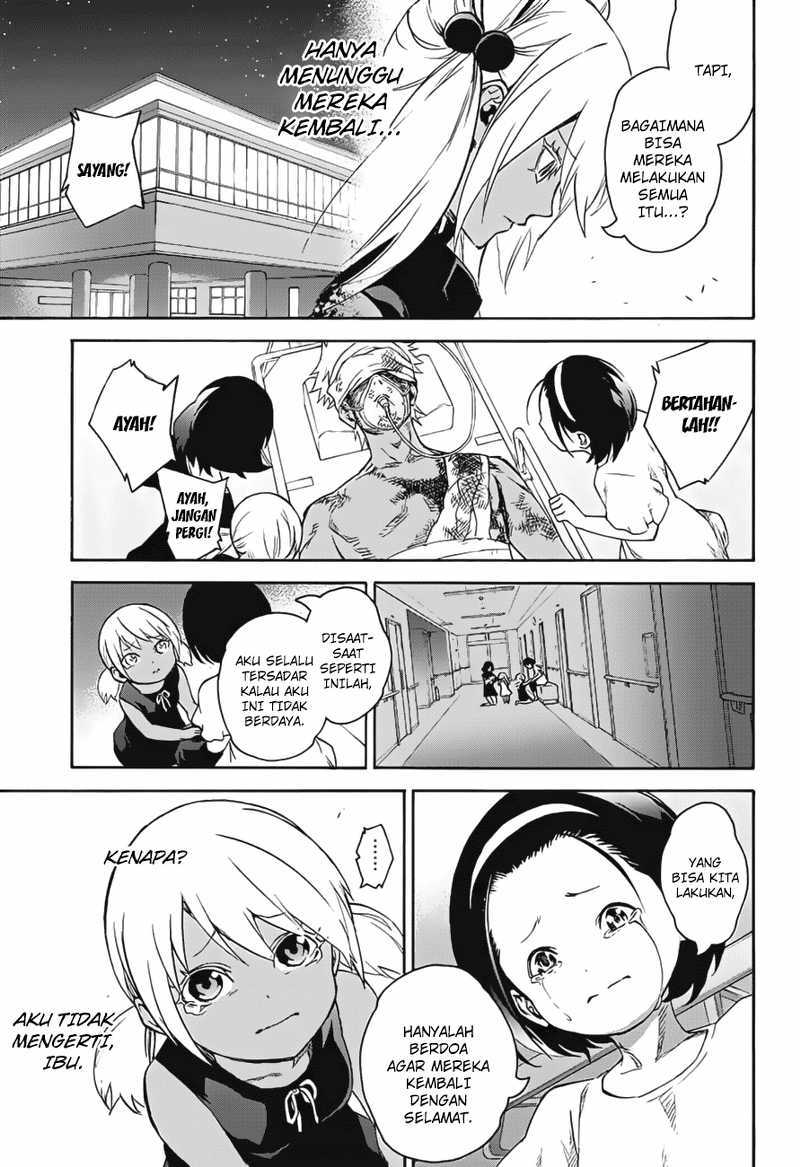 TAPI,
BAGAIMANA
BISA
MEREKA
MELAKUKAN
SEMUA
ITU...?
HANYA
MENUNGGU
MEREKA
KEMBALI...
SAYANG!
BERTAHAN-
LAH!!
AYAH!
AYAH,
JANGAN
PERGI!
DISAAT-
SAAT
SEPERTI
INILAH,
AKU SELALU
TERSADAR
KALAU AKU
INI TIDAK
BERDAYA.
YANG
BISA KITA
LAKUKAN,
HANYALAH
BERDOA
AGAR MEREKA
KEMBALI
DENGAN
SELAMAT.
......
KENAPA?
AKU TIDAK
MENGERTI,
IBU.